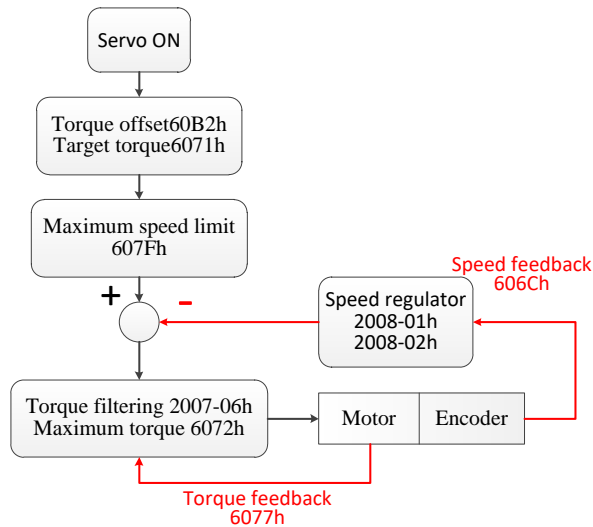 Servo ON
Torque offset60B2h
Target torque6071h
Maximum speed limit
607Fh
+
-
Speed feedback
606Ch
Speed regulator
2008-01h
2008-02h
Torque filtering 2007-06h
Maximum torque 6072h
Motor
Encoder
Torque feedback
6077h